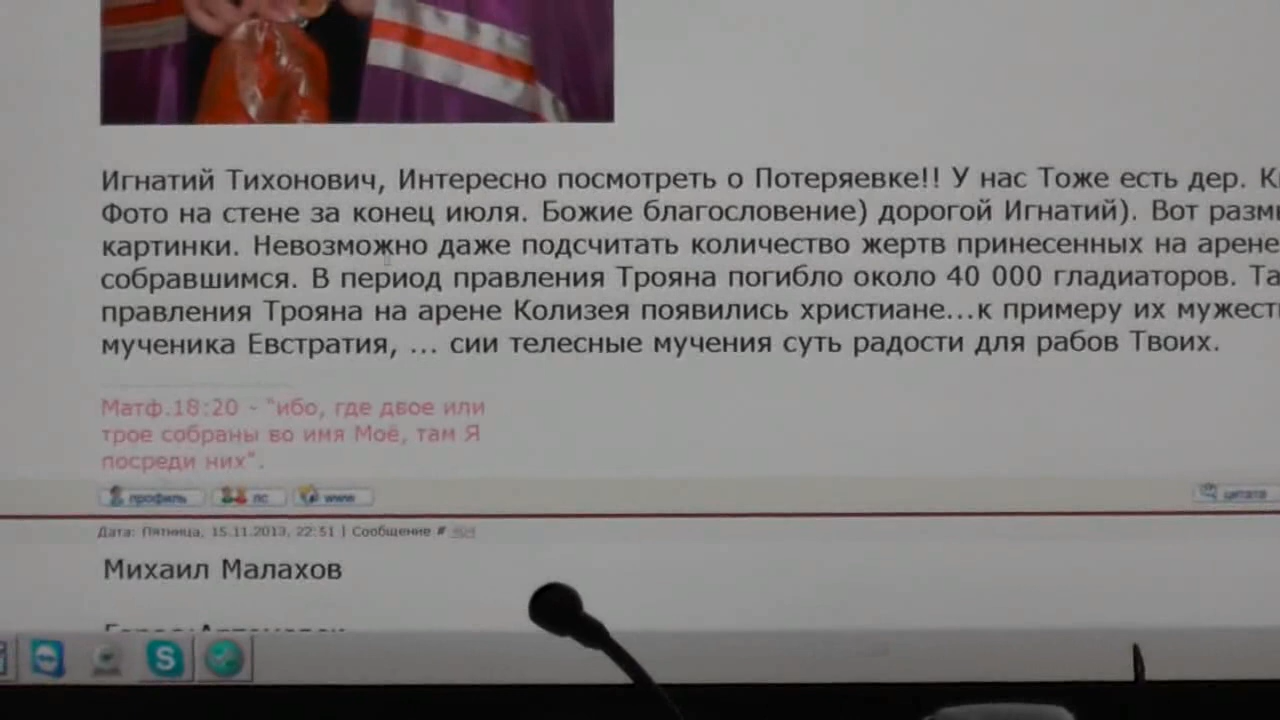 Игнатий Тихонович, Интересно посмотреть о Потеряевке!! У нас Тоже есть дер.
Фото на стене за конец июля. Божие благословение) дорогой Игнатий). Вот
картинки. Невозможно даже подсчитать количество жертв принесенных на арене
собравшимся. В период правления Трояна погибло около 40 000 гладиаторов.
правления Трояна на арене Колизея появились христиане...к примеру их
мученика Евстратия, ... сии телесные мучения суть радости для рабов Твоих.
Матф.18:20 - "ибо, где двое или
трое собраны во имя Моё, там Я
посреди них".
профиль лс www цитата
Дата: Пятница, 15.11.2013, 22:51 | Сообщение #
Михаил Малахов
S